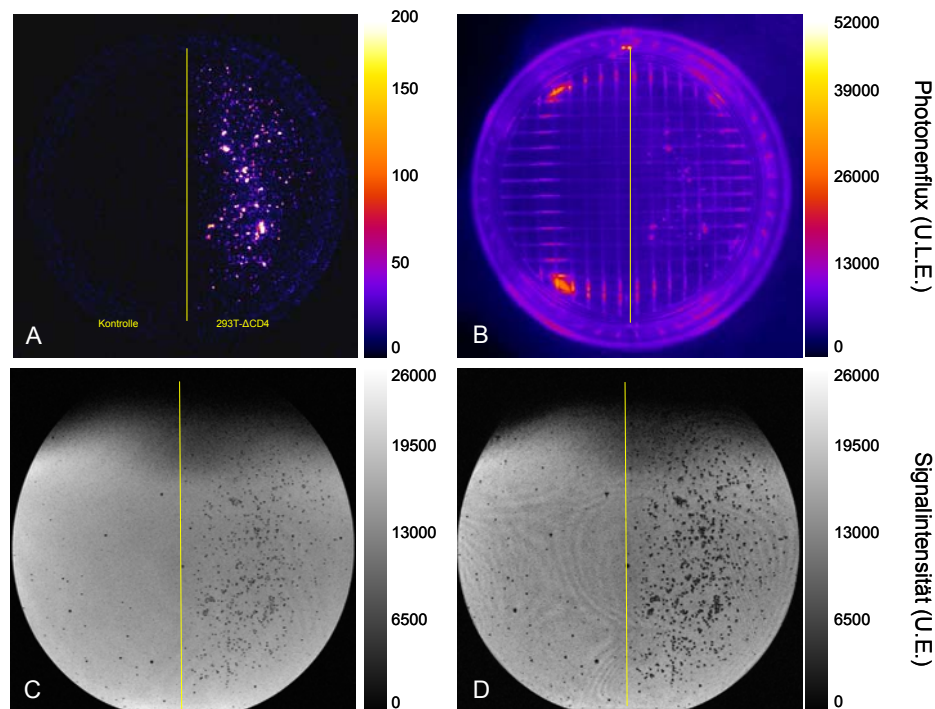 200
150
100
50
0
Kontrolle
293T-ΔCD4
A
52000
39000
26000
13000
0
B
Photonenflux (U.L.E.)
26000
19500
13000
6500
0
C
26000
19500
13000
6500
0
D
Signalintensität (U.E.)